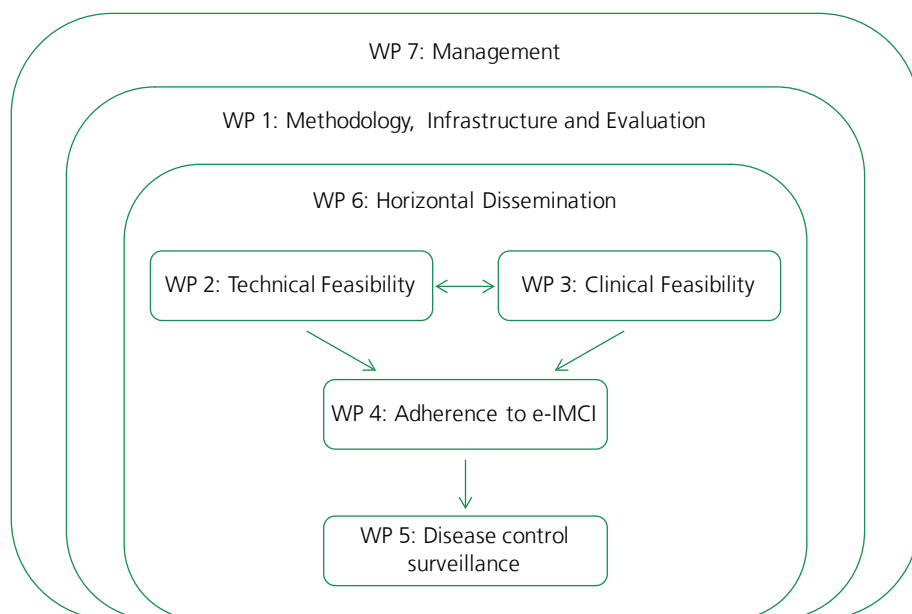 WP 7: Management
WP 1: Methodology, Infrastructure and Evaluation
WP 6: Horizontal Dissemination
WP 2: Technical Feasibility
WP 3: Clinical Feasibility
WP 4: Adherence to e-IMCI
WP 5: Disease control
surveillance